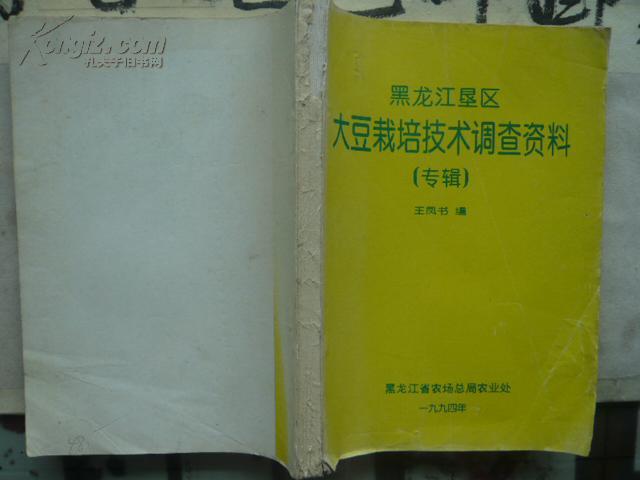 Kongfz.com
孔夫子旧书网
黑龙江垦区
大豆栽培技术调查资料
(专辑)
王凤书 编
黑龙江省农场总局农业处
一九九四年